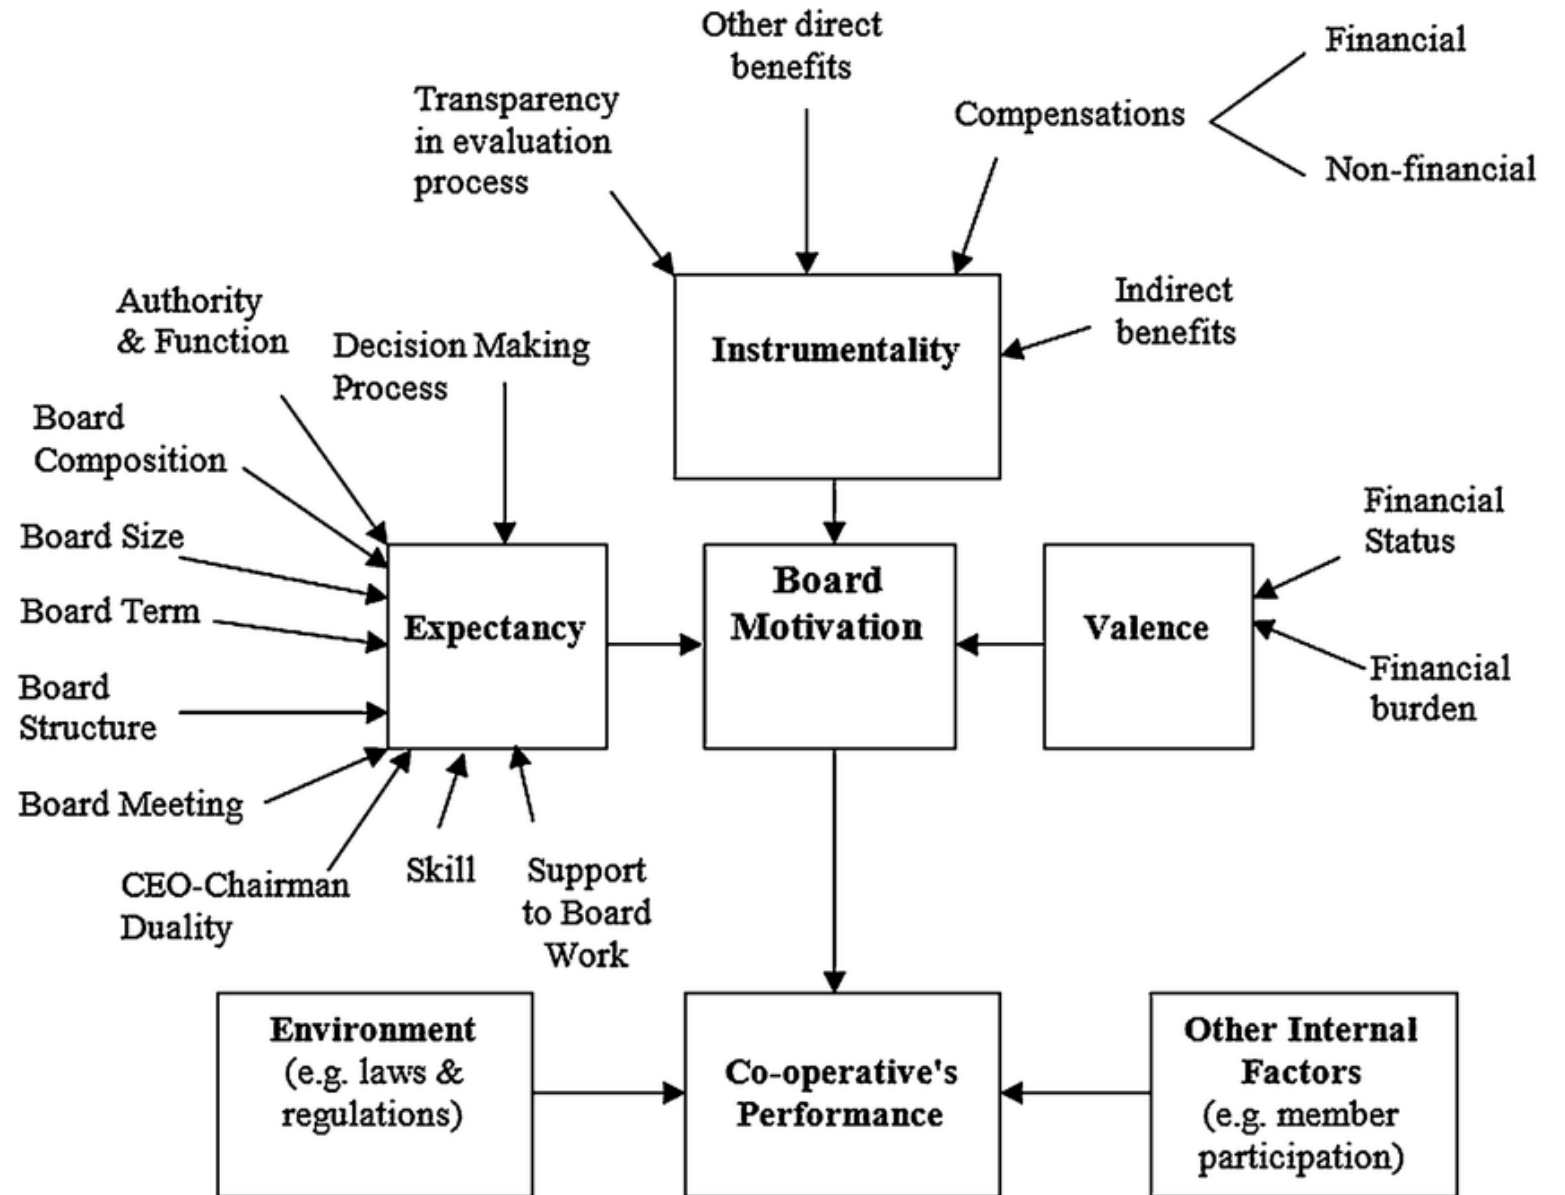 Other direct
benefits
Financial
Transparency
in evaluation
process
Compensations
Non-financial
Authority
& Function
Decision Making
Process
Instrumentality
Indirect
benefits
Board
Composition
Board Size
Board Term
Board
Structure
Board Meeting
Expectancy
Board
Motivation
Valence
Financial
Status
Financial
burden
CEO-Chairman
Duality
Skill
Support
to Board
Work
Environment
(e.g. laws &
regulations)
Co-operative's
Performance
Other Internal
Factors
(e.g. member
participation)